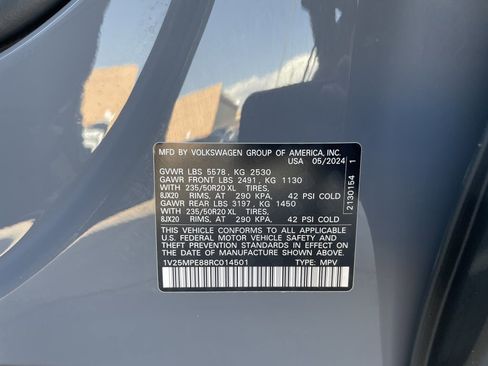 MFD BY VOLKSWAGEN GROUP OF AMERICA, INC.
USA 05/2024
GVWR LBS 5578, KG 2530
GAWR FRONT LBS 2491, KG 1130
WITH 235/50R20 XL TIRES,
8JX20 RIMS, AT 290 KPA, 42 PSI COLD
GAWR REAR LBS 3197, KG 1450
WITH 235/50R20 XL TIRES,
8JX20 RIMS, AT 290 KPA, 42 PSI COLD
THIS VEHICLE CONFORMS TO ALL APPLICABLE
U.S. FEDERAL MOTOR VEHICLE SAFETY AND
THEFT PREVENTION STANDARDS IN EFFECT ON THE
DATE OF MANUFACTURE SHOWN ABOVE.
1V25MPE88RC014501 TYPE: MPV
2130154 1